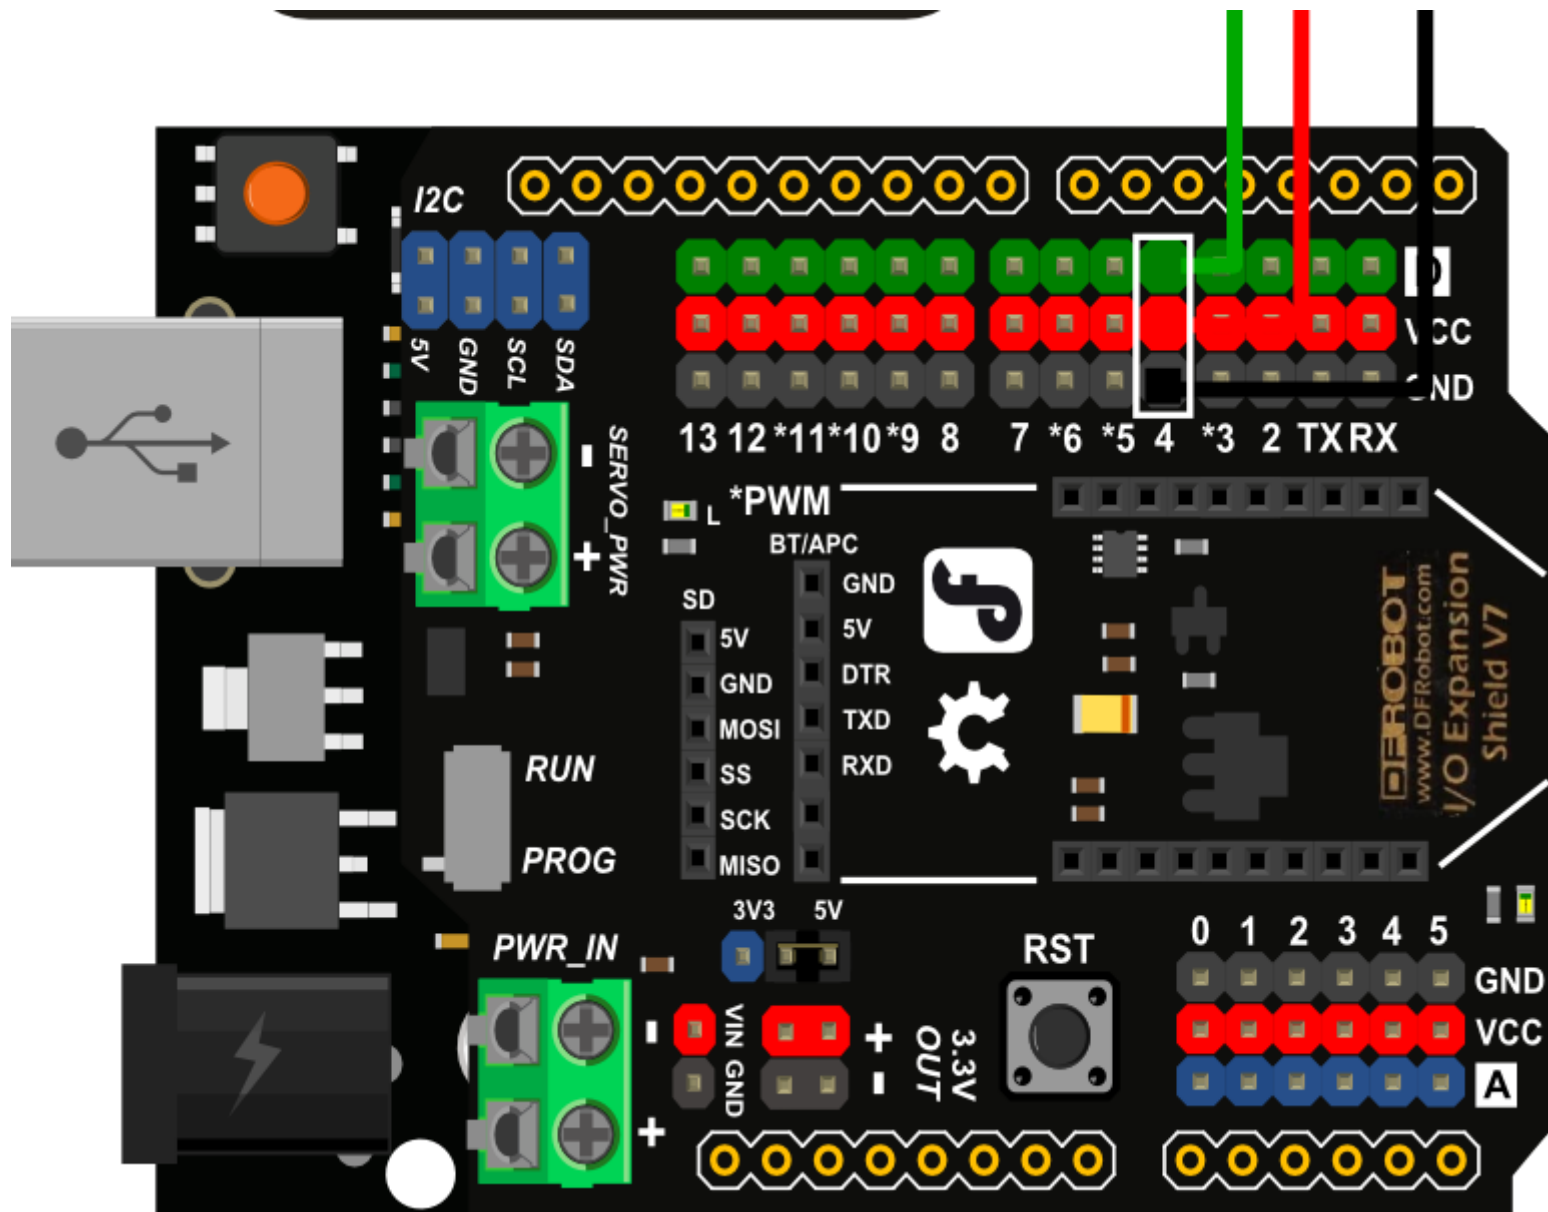 I2C
5V GND SCL SDA
D
VCC
GND
13 12 *11 *10 *9 8 7 *6 *5 4 *3 2 TX RX
- SERVO_PWR +
L
*PWM
BT/APC
GND
5V
DTR
TXD
RXD
SD
5V
GND
MOSI
SS
SCK
MISO
DFROBOT
www.DFRobot.com
I/O Expansion
Shield V7
RUN
PROG
3V3 5V
PWR_IN
- +
VIN GND
+ -
3.3V
OUT
RST
0 1 2 3 4 5
GND
VCC
A